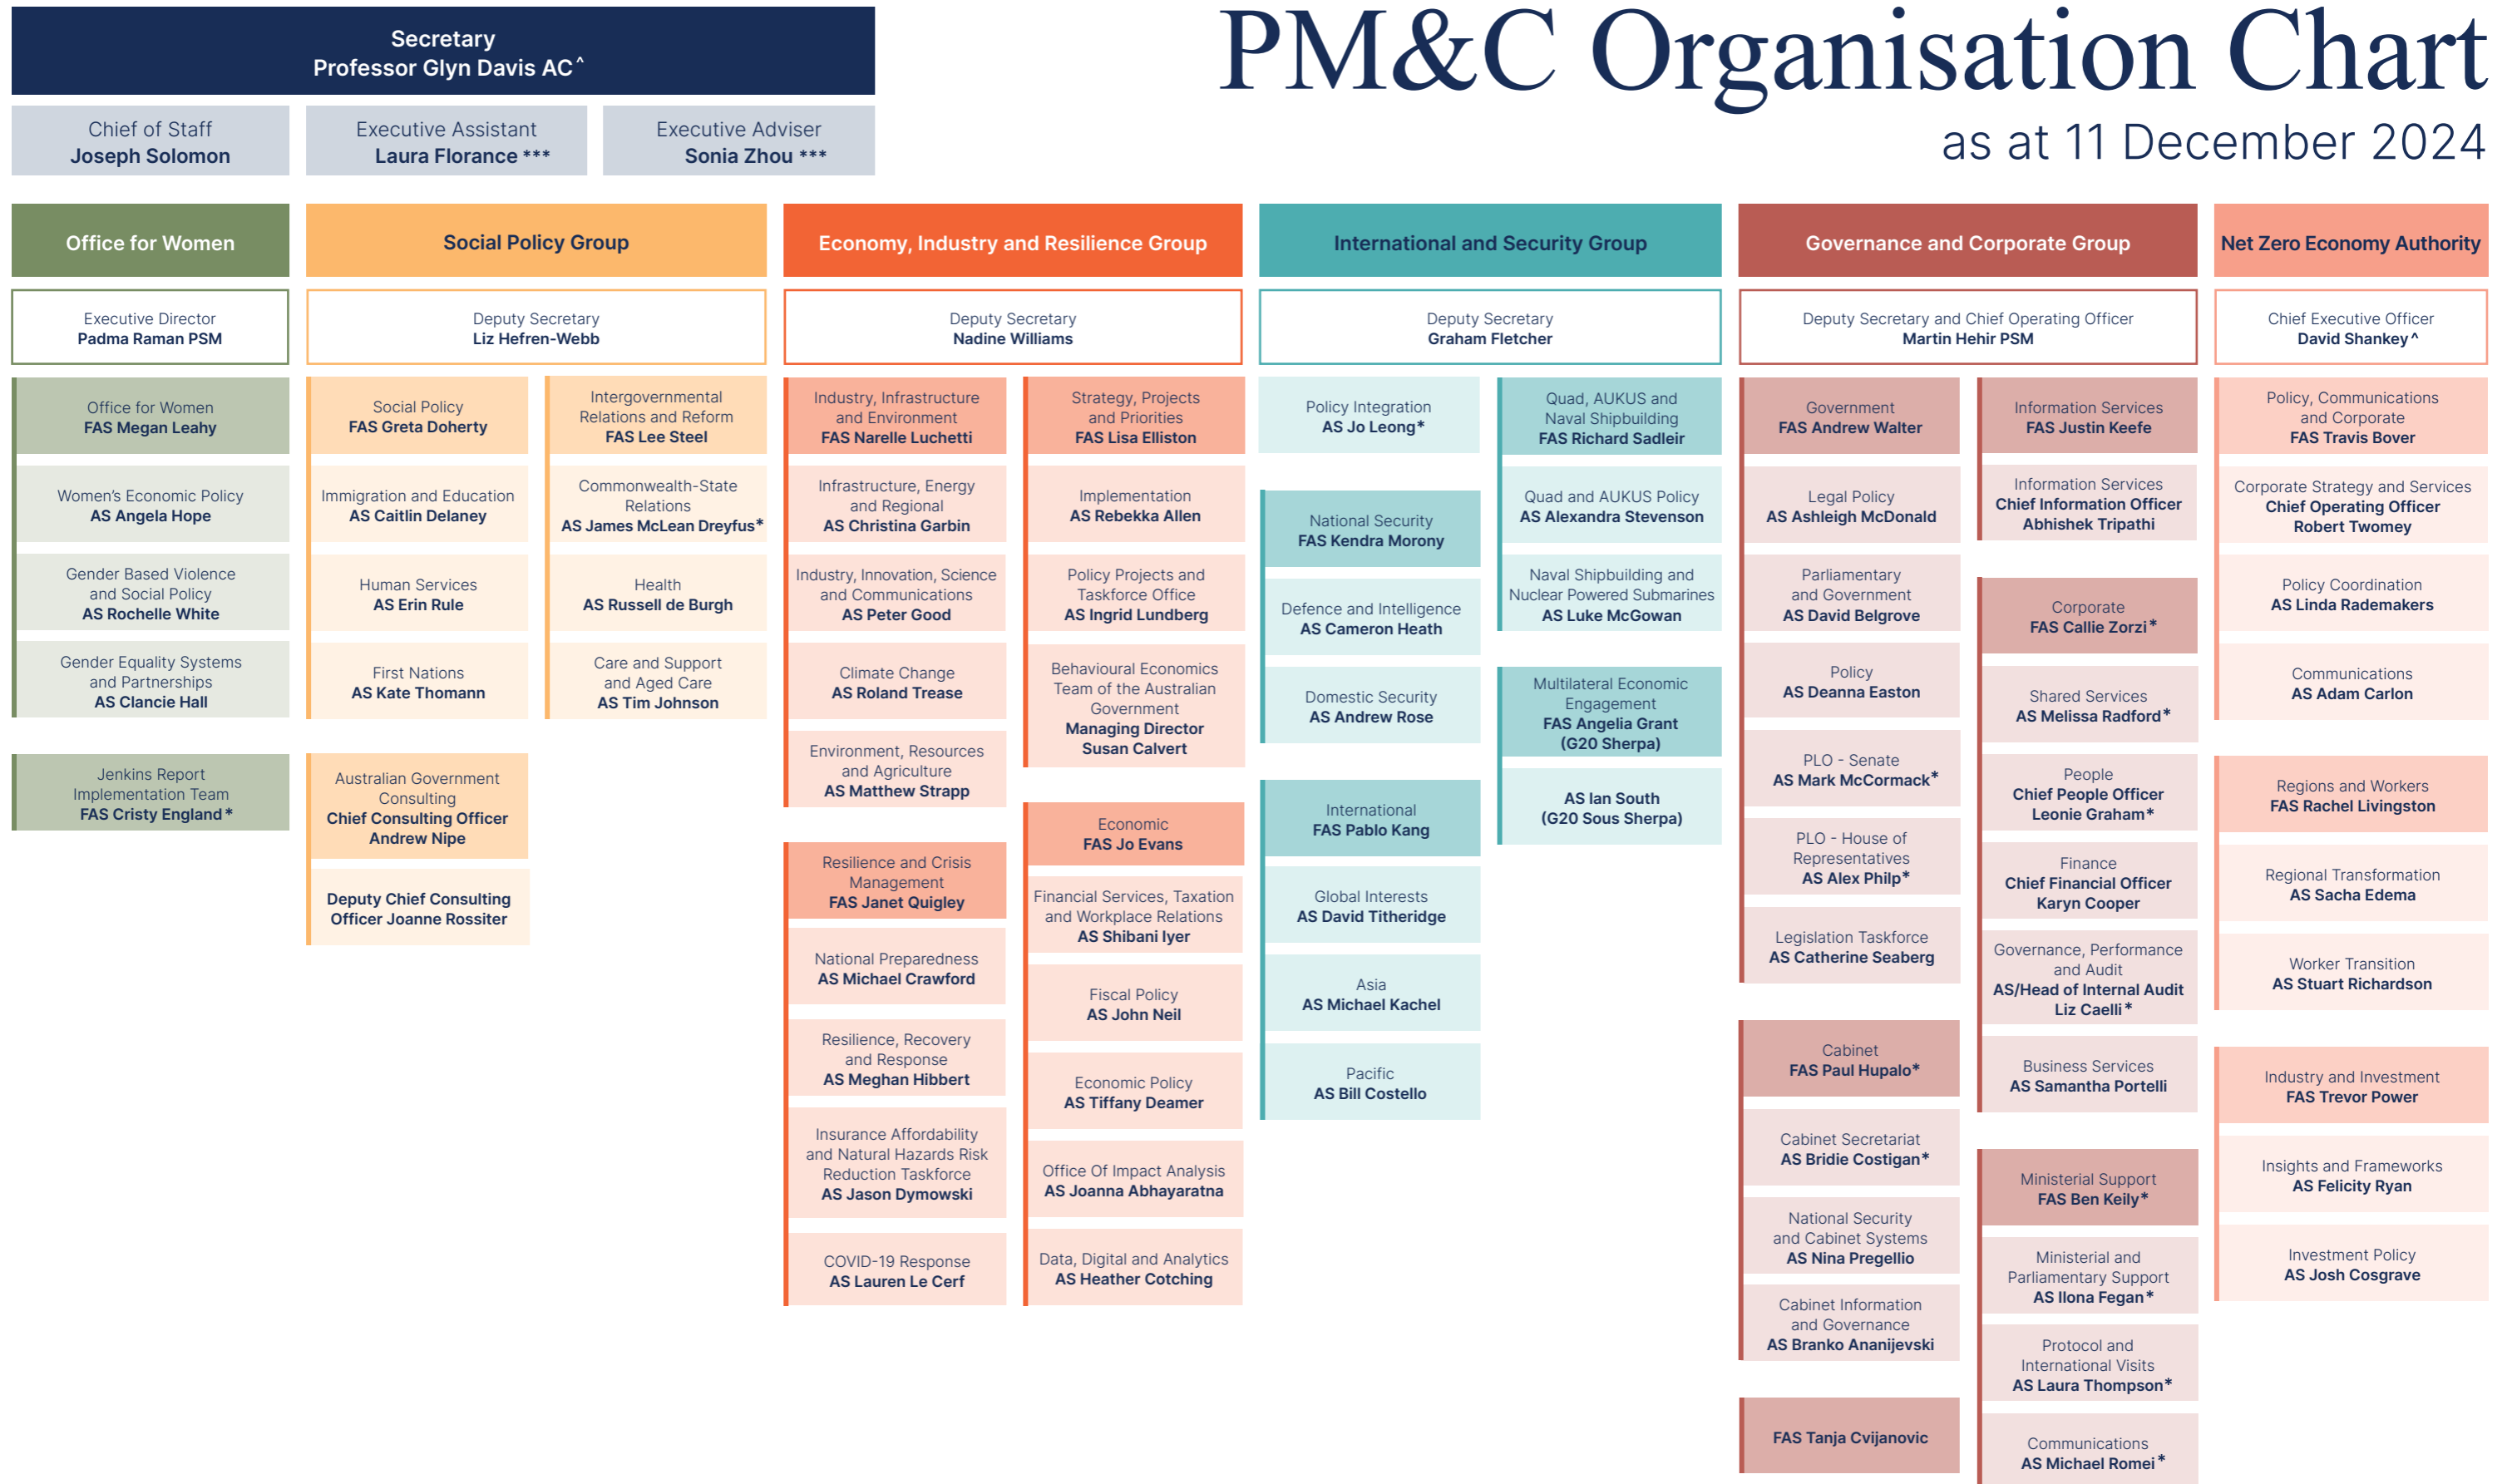 Secretary
Professor Glyn Davis AC^
PM&C Organisation Chart
as at 11 December 2024
Chief of Staff
Joseph Solomon
Executive Assistant
Laura Florance ***
Executive Adviser
Sonia Zhou ***
Office for Women
Executive Director
Padma Raman PSM
Office for Women
FAS Megan Leahy
Women's Economic Policy
AS Angela Hope
Gender Based Violence
and Social Policy
AS Rochelle White
Gender Equality Systems
and Partnerships
AS Clancie Hall
Jenkins Report
Implementation Team
FAS Cristy England*
Social Policy Group
Deputy Secretary
Liz Hefren-Webb
Social Policy
FAS Greta Doherty
Immigration and Education
AS Caitlin Delaney
Human Services
AS Erin Rule
First Nations
AS Kate Thomann
Australian Government
Consulting
Chief Consulting Officer
Andrew Nipe
Deputy Chief Consulting
Officer Joanne Rossiter
Intergovernmental
Relations and Reform
FAS Lee Steel
Commonwealth-State
Relations
AS James McLean Dreyfus*
Health
AS Russell de Burgh
Care and Support
and Aged Care
AS Tim Johnson
Economy, Industry and Resilience Group
Deputy Secretary
Nadine Williams
Industry, Infrastructure
and Environment
FAS Narelle Luchetti
Infrastructure, Energy
and Regional
AS Christina Garbin
Industry, Innovation, Science
and Communications
AS Peter Good
Climate Change
AS Roland Trease
Environment, Resources
and Agriculture
AS Matthew Strapp
Resilience and Crisis
Management
FAS Janet Quigley
National Preparedness
AS Michael Crawford
Resilience, Recovery
and Response
AS Meghan Hibbert
Insurance Affordability
and Natural Hazards Risk
Reduction Taskforce
AS Jason Dymowski
COVID-19 Response
AS Lauren Le Cerf
Strategy, Projects
and Priorities
FAS Lisa Elliston
Implementation
AS Rebekka Allen
Policy Projects and
Taskforce Office
AS Ingrid Lundberg
Behavioural Economics
Team of the Australian
Government
Managing Director
Susan Calvert
Economic
FAS Jo Evans
Financial Services, Taxation
and Workplace Relations
AS Shibani Iyer
Fiscal Policy
AS John Neil
Economic Policy
AS Tiffany Deamer
Office Of Impact Analysis
AS Joanna Abhayaratna
Data, Digital and Analytics
AS Heather Cotching
International and Security Group
Deputy Secretary
Graham Fletcher
Policy Integration
AS Jo Leong*
National Security
FAS Kendra Morony
Defence and Intelligence
AS Cameron Heath
Domestic Security
AS Andrew Rose
International
FAS Pablo Kang
Global Interests
AS David Titheridge
Asia
AS Michael Kachel
Pacific
AS Bill Costello
Quad, AUKUS and
Naval Shipbuilding
FAS Richard Sadleir
Quad and AUKUS Policy
AS Alexandra Stevenson
Naval Shipbuilding and
Nuclear Powered Submarines
AS Luke McGowan
Multilateral Economic
Engagement
FAS Angelia Grant
(G20 Sherpa)
AS Ian South
(G20 Sous Sherpa)
Governance and Corporate Group
Deputy Secretary and Chief Operating Officer
Martin Hehir PSM
Government
FAS Andrew Walter
Legal Policy
AS Ashleigh McDonald
Parliamentary
and Government
AS David Belgrove
Policy
AS Deanna Easton
PLO - Senate
AS Mark McCormack*
PLO - House of
Representatives
AS Alex Philp*
Legislation Taskforce
AS Catherine Seaberg
Cabinet
FAS Paul Hupalo*
Cabinet Secretariat
AS Bridie Costigan*
National Security
and Cabinet Systems
AS Nina Pregellio
Cabinet Information
and Governance
AS Branko Ananijevski
FAS Tanja Cvijanovic
Information Services
FAS Justin Keefe
Information Services
Chief Information Officer
Abhishek Tripathi
Corporate
FAS Callie Zorzi*
Shared Services
AS Melissa Radford*
People
Chief People Officer
Leonie Graham*
Finance
Chief Financial Officer
Karyn Cooper
Governance, Performance
and Audit
AS/Head of Internal Audit
Liz Caelli*
Business Services
AS Samantha Portelli
Ministerial Support
FAS Ben Keily*
Ministerial and
Parliamentary Support
AS Ilona Fegan*
Protocol and
International Visits
AS Laura Thompson*
Communications
AS Michael Romei*
Net Zero Economy Authority
Chief Executive Officer
David Shankey^
Policy, Communications
and Corporate
FAS Travis Bover
Corporate Strategy and Services
Chief Operating Officer
Robert Twomey
Policy Coordination
AS Linda Rademakers
Communications
AS Adam Carlon
Regions and Workers
FAS Rachel Livingston
Regional Transformation
AS Sacha Edema
Worker Transition
AS Stuart Richardson
Industry and Investment
FAS Trevor Power
Insights and Frameworks
AS Felicity Ryan
Investment Policy
AS Josh Cosgrave